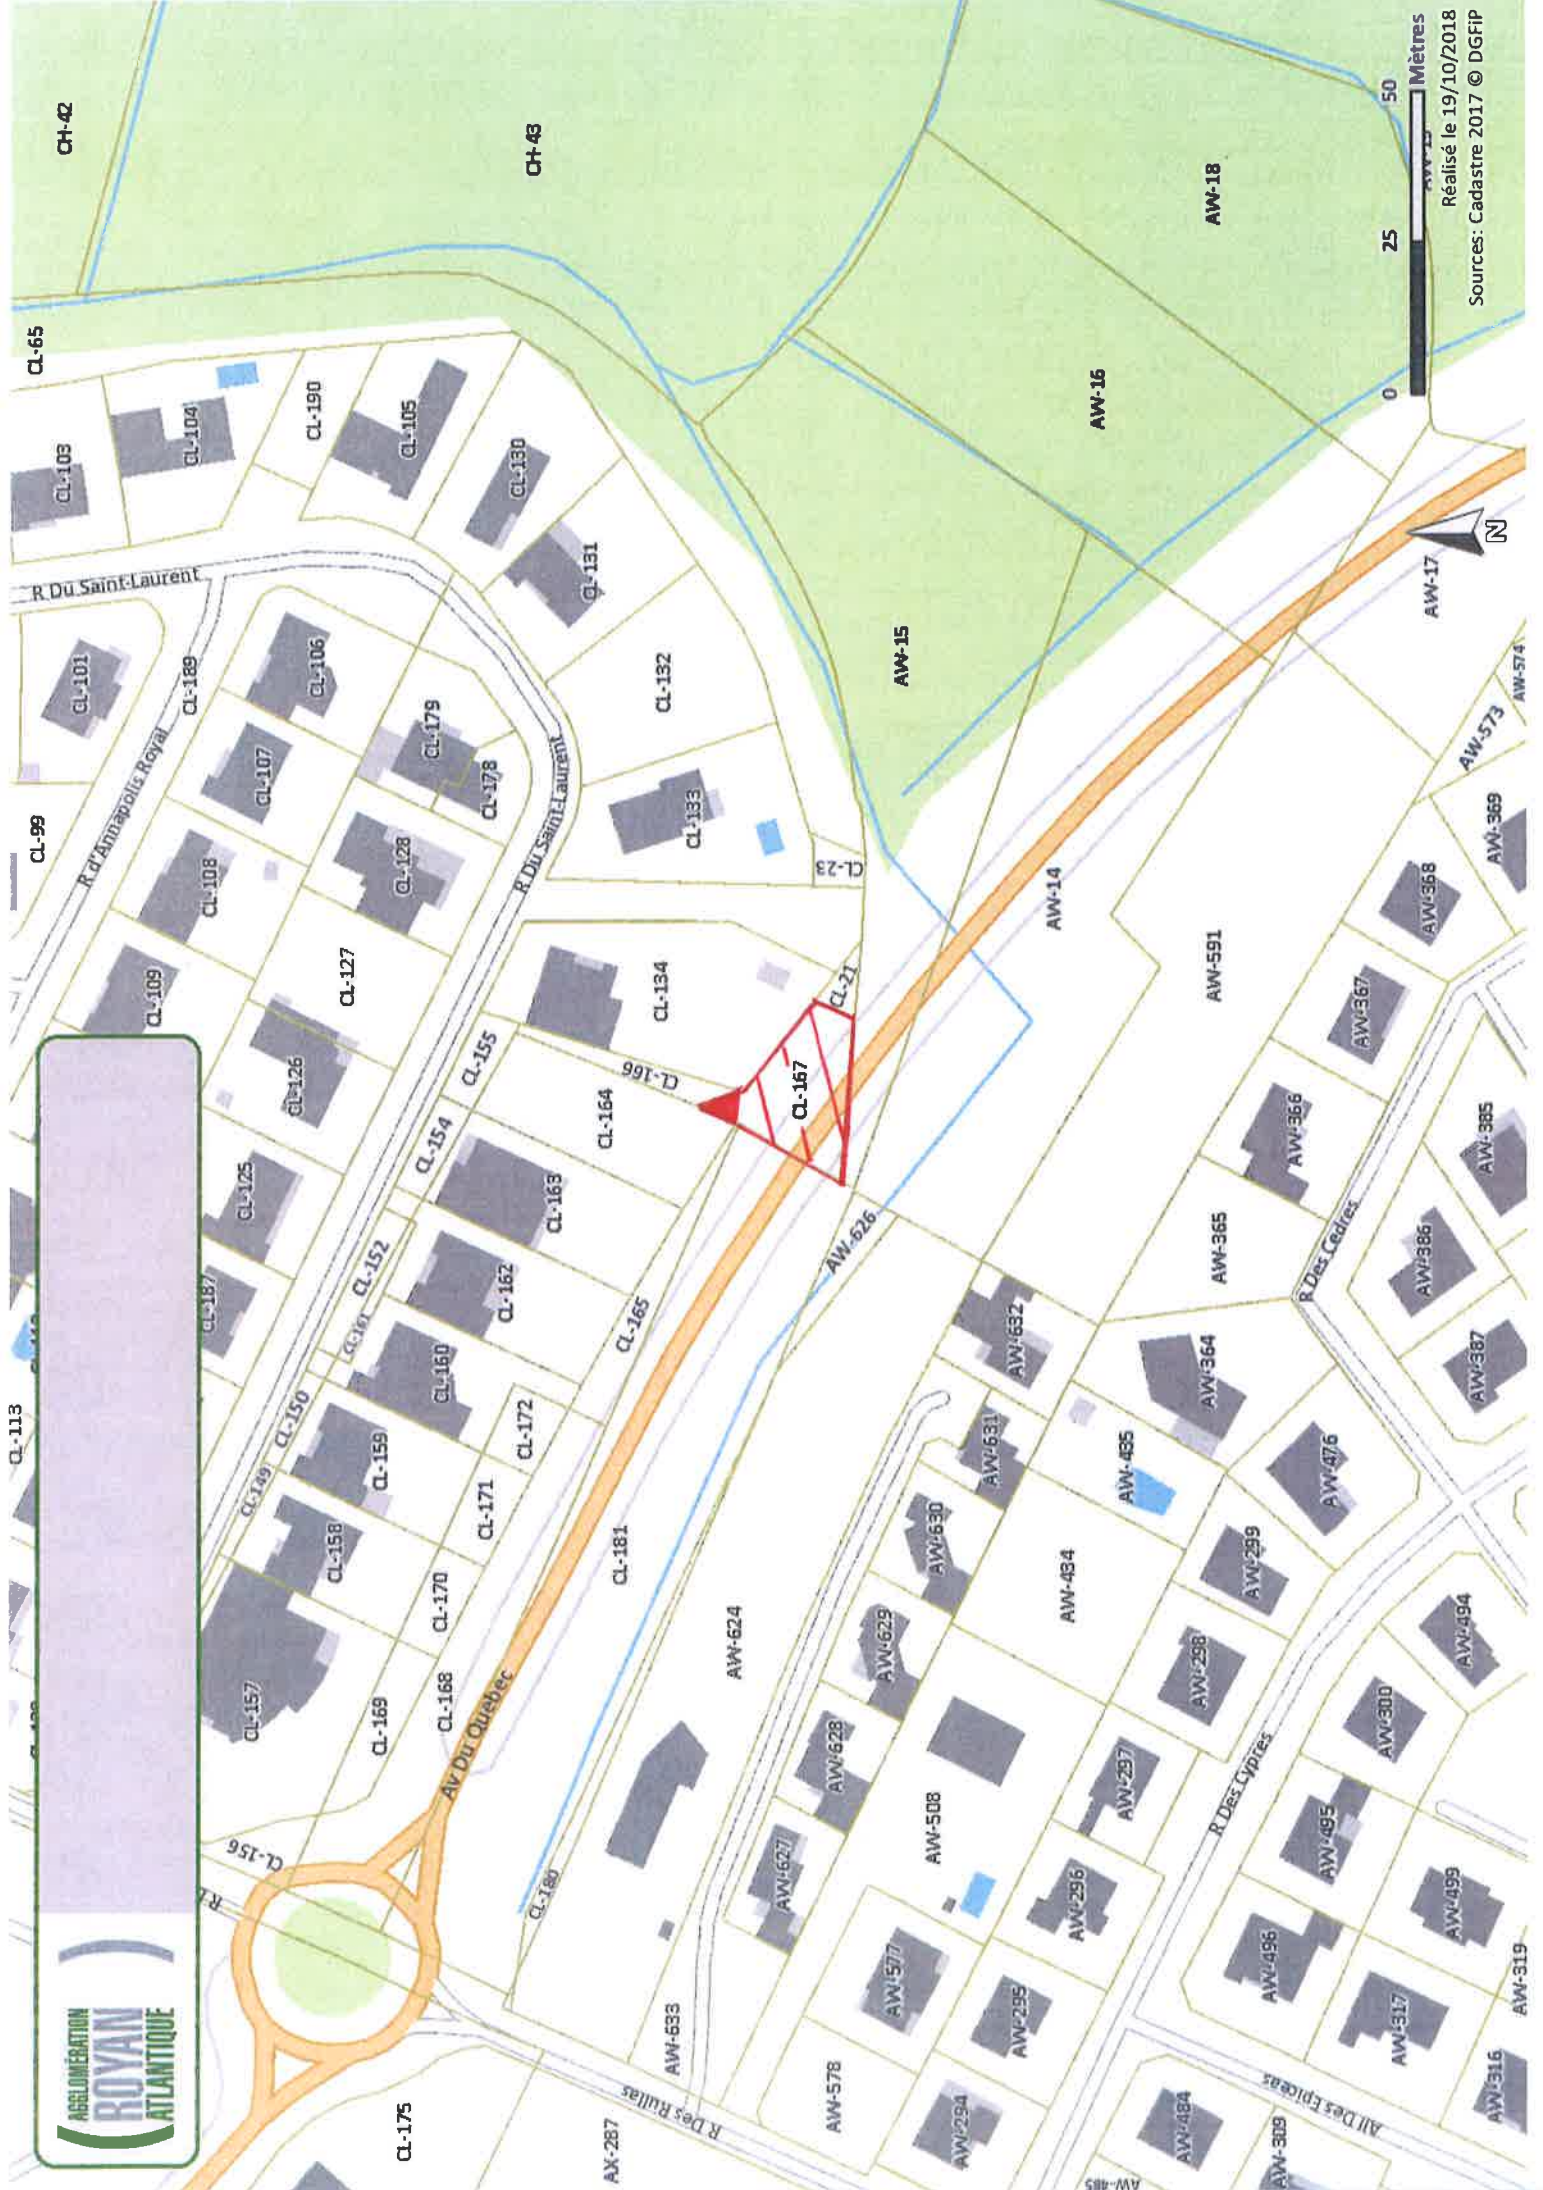 AGGLOMÉRATION
ROYAN
ATLANTIQUE
CL-113
CL-99
CL-101
CL-103
CL-65
CH-42
CL-104
CL-190
CL-105
CH-43
R Du Saint-Laurent
CL-189
R d'Annapolis Royal
CL-106
CL-107
CL-108
CL-109
CL-130
CL-131
CL-132
CL-179
CL-178
CL-128
CL-127
CL-126
CL-125
CL-187
R Du Saint-Laurent
CL-133
CL-23
CL-134
CL-21
CL-155
CL-154
CL-152
CL-161
CL-150
CL-149
CL-166
CL-164
CL-163
CL-162
CL-160
CL-159
CL-158
CL-157
CL-156
CL-167
CL-165
CL-172
CL-171
CL-170
CL-168
CL-169
Av Du Québec
CL-181
CL-180
CL-175
AX-287
R Des Rullas
AW-633
AW-624
AW-626
AW-14
AW-15
AW-16
AW-18
AW-17
AW-591
AW-573
AW-574
AW-369
AW-368
AW-367
AW-366
AW-365
AW-364
AW-385
AW-386
AW-387
R Des Cedres
AW-632
AW-631
AW-630
AW-629
AW-628
AW-627
AW-435
AW-434
AW-476
AW-299
AW-298
AW-297
AW-296
AW-295
AW-294
AW-508
AW-577
AW-578
R Des Cypres
AW-494
AW-300
AW-495
AW-499
AW-496
AW-317
AW-319
AW-316
AW-484
AW-485
AW-309
All Des Epiceas
N
0
25
50
Mètres
Réalisé le 19/10/2018
Sources: Cadastre 2017 © DGFiP